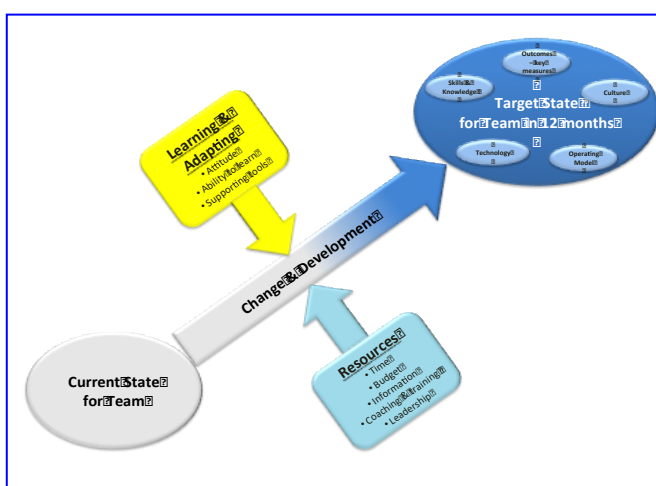 Learning &
Adapting
• Attitude
• Ability to learn
• Supporting tools
Outcomes
– key
measures
Skills &
Knowledge
Culture
Target State
for Team in 12 months
Technology
Operating
Model
Change & Development
Current State
for Team
Resources
• Time
• Budget
• Information
• Coaching & training
• Leadership